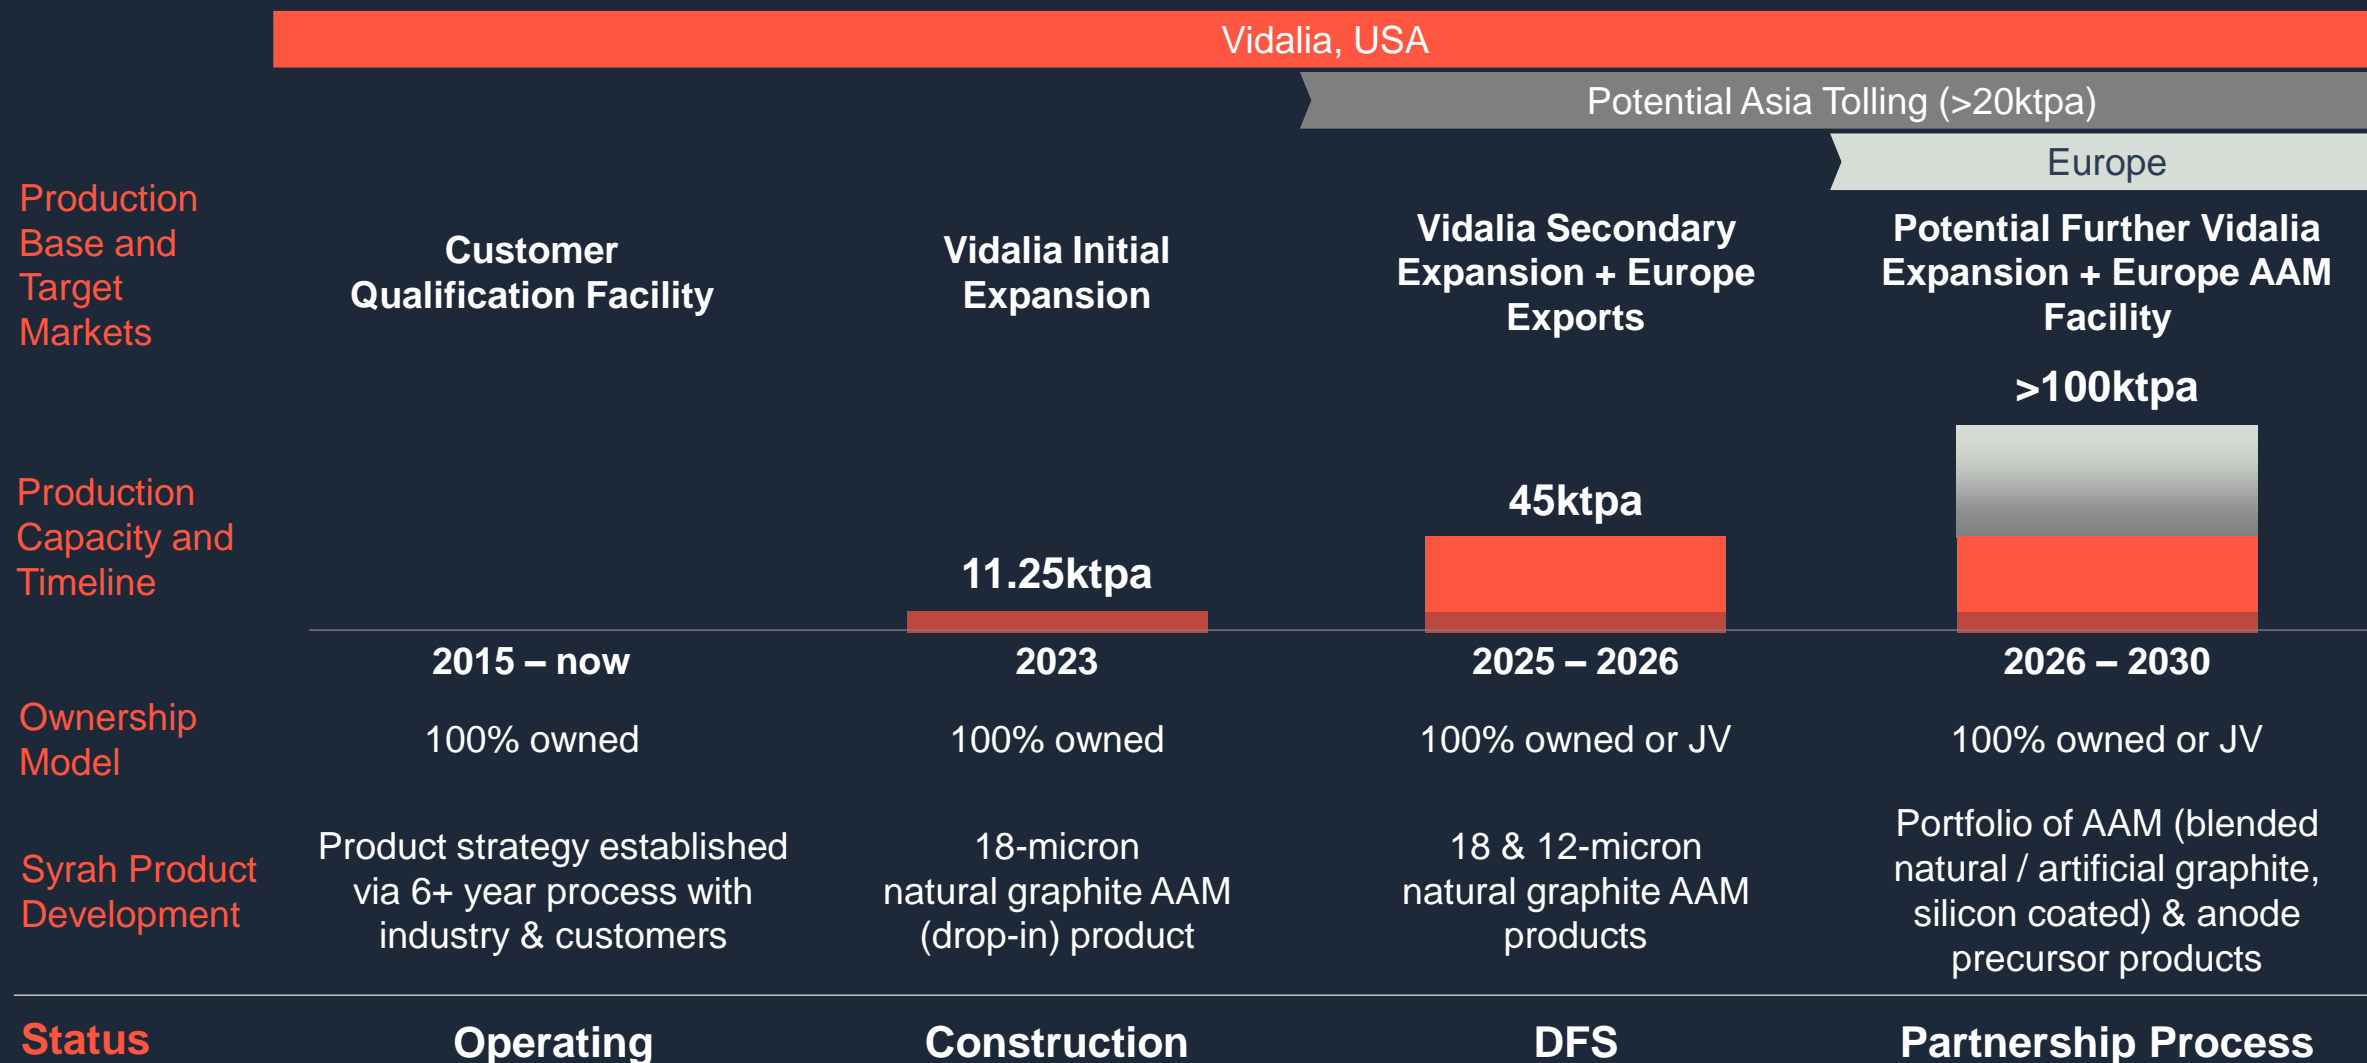 Vidalia, USA
Potential Asia Tolling (>20ktpa)
Europe
Production
Base and
Target
Markets
Customer
Qualification Facility
Vidalia Initial
Expansion
Vidalia Secondary
Expansion + Europe
Exports
Potential Further Vidalia
Expansion + Europe AAM
Facility
Production
Capacity and
Timeline
11.25ktpa
45ktpa
>100ktpa
2015 – now
2023
2025 – 2026
2026 – 2030
Ownership
Model
100% owned
100% owned
100% owned or JV
100% owned or JV
Syrah Product
Development
Product strategy established
via 6+ year process with
industry & customers
18-micron
natural graphite AAM
(drop-in) product
18 & 12-micron
natural graphite AAM
products
Portfolio of AAM (blended
natural / artificial graphite,
silicon coated) & anode
precursor products
Status
Operating
Construction
DFS
Partnership Process